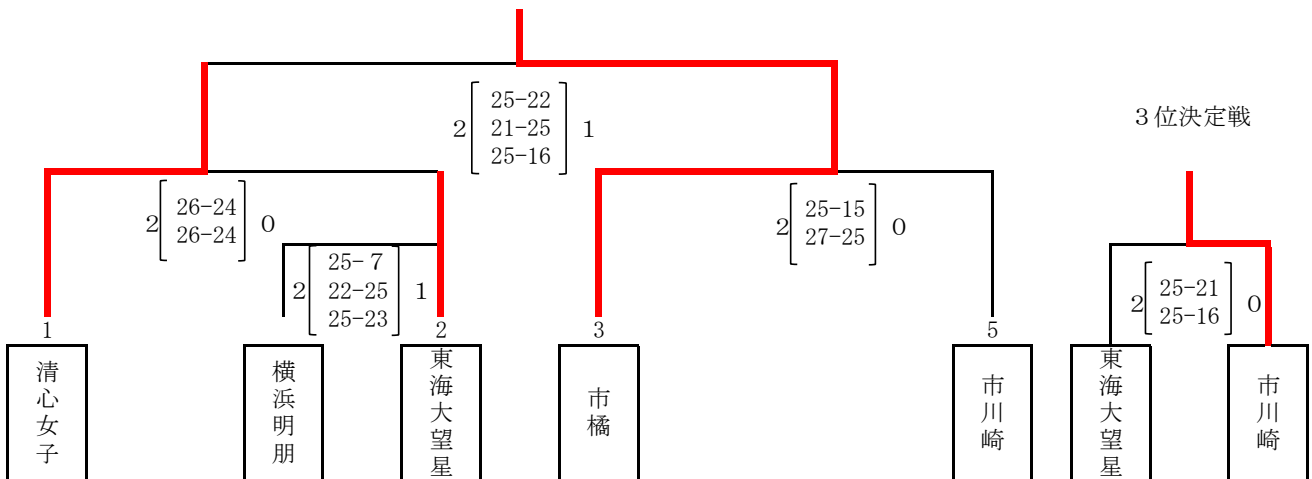 25-22
2 21-25 1
25-16
3位決定戦
26-24
2 26-24 0
25-15
2 27-25 0
25-7
2 22-25 1
25-23
25-21
2 25-16 0
1
2
3
5
清心女子
横浜明朋
東海大望星
市橘
市川崎
東海大望星
市川崎